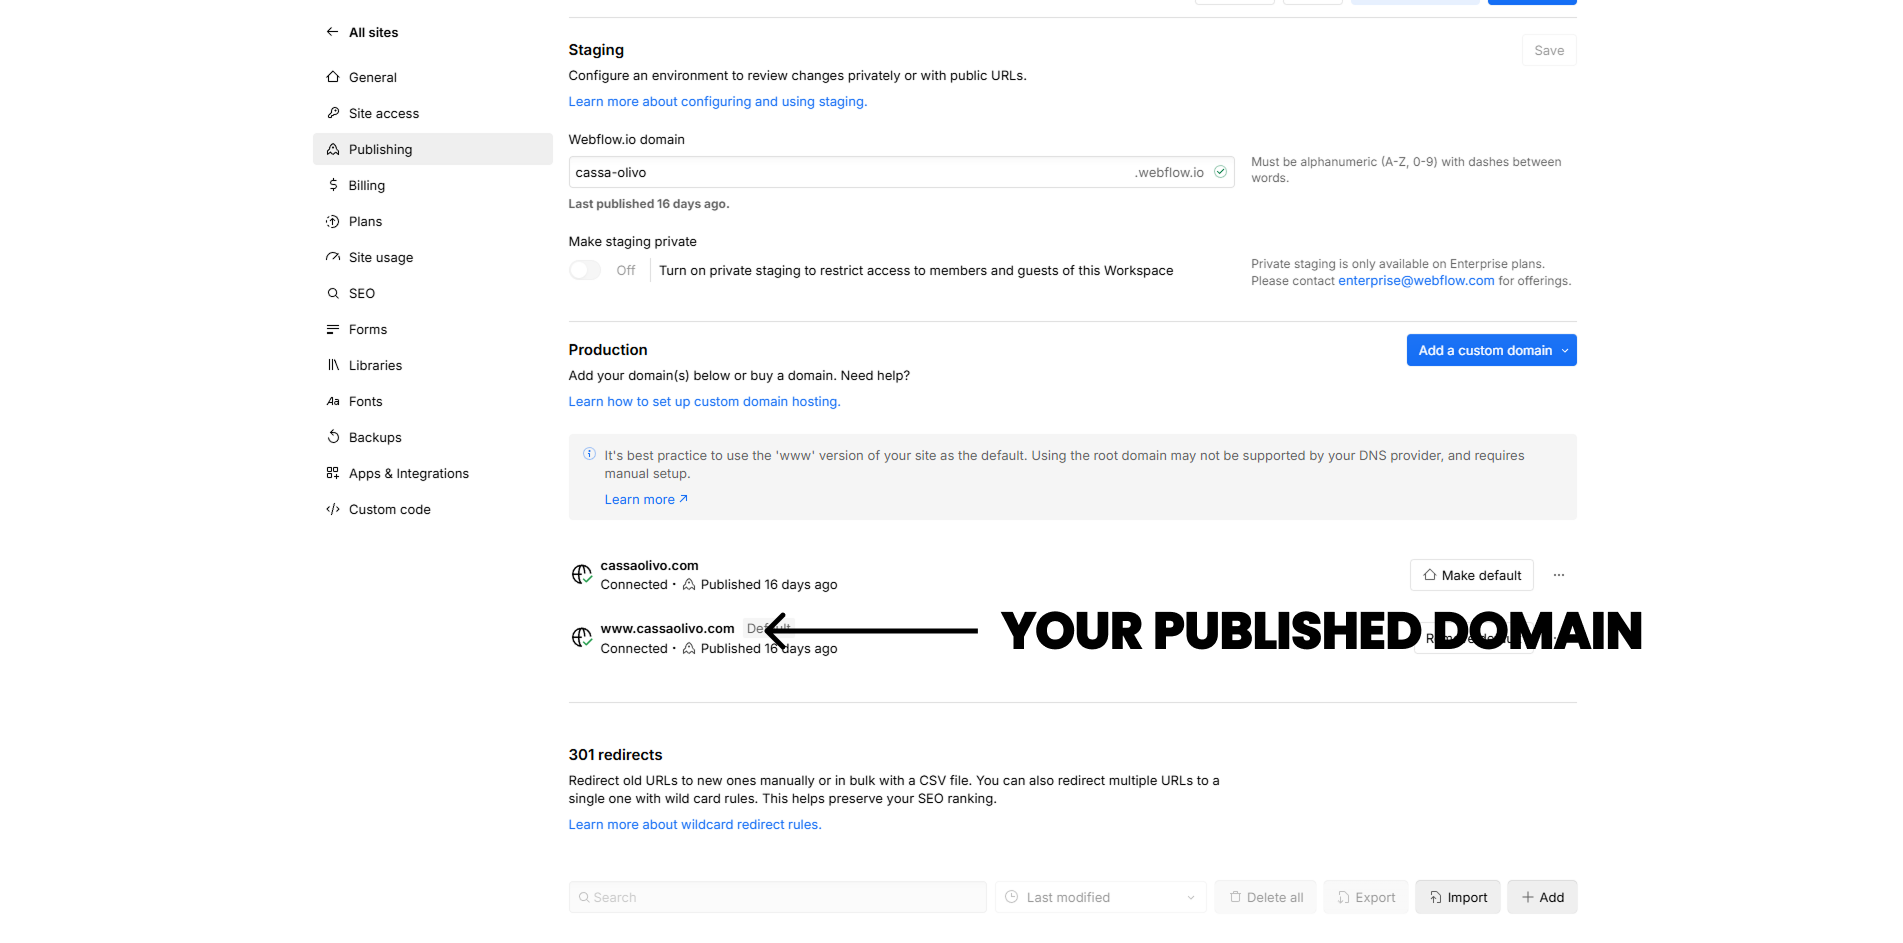 All sites
General
Site access
Publishing
Billing
Plans
Site usage
SEO
Forms
Libraries
Fonts
Backups
Apps & Integrations
Custom code
Staging
Save
Configure an environment to review changes privately or with public URLs.
Learn more about configuring and using staging.
Webflow.io domain
cassa-olivo
.webflow.io
Must be alphanumeric (A-Z, 0-9) with dashes between
words.
Last published 16 days ago.
Make staging private
Off
Turn on private staging to restrict access to members and guests of this Workspace
Private staging is only available on Enterprise plans.
Please contact enterprise@webflow.com for offerings.
Production
Add a custom domain
Add your domain(s) below or buy a domain. Need help?
Learn how to set up custom domain hosting.
It's best practice to use the 'www' version of your site as the default. Using the root domain may not be supported by your DNS provider, and requires
manual setup.
Learn more
cassaolivo.com
Connected · Published 16 days ago
Make default
www.cassaolivo.com Default
Connected · Published 16 days ago
YOUR PUBLISHED DOMAIN
301 redirects
Redirect old URLs to new ones manually or in bulk with a CSV file. You can also redirect multiple URLs to a
single one with wild card rules. This helps preserve your SEO ranking.
Learn more about wildcard redirect rules.
Search
Last modified
Delete all
Export
Import
Add